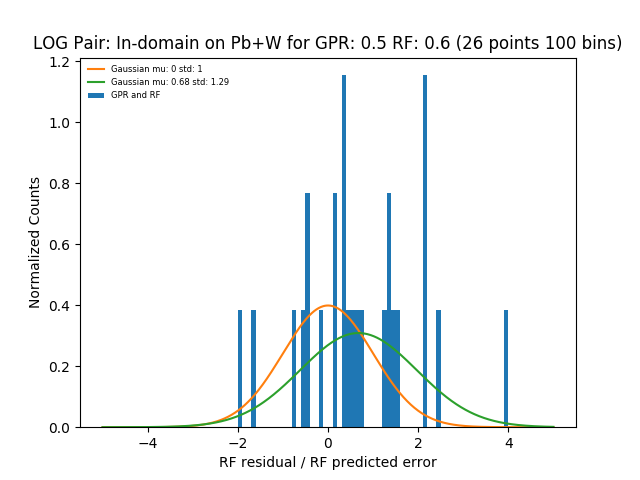 LOG Pair: In-domain on Pb+W for GPR: 0.5 RF: 0.6 (26 points 100 bins)
Gaussian mu: 0 std: 1
Gaussian mu: 0.68 std: 1.29
GPR and RF
Normalized Counts
1.2
1.0
0.8
0.6
0.4
0.2
0.0
−4
−2
0
2
4
RF residual / RF predicted error